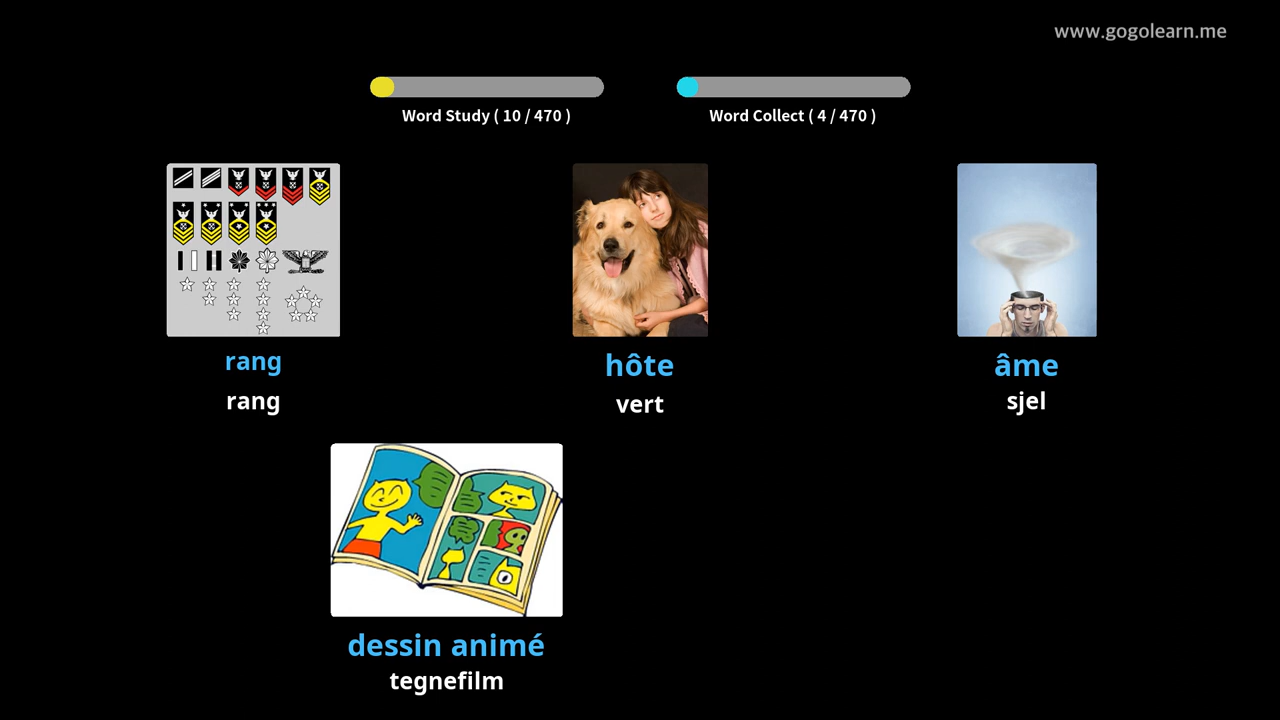 www.gogolearn.me
Word Study ( 10 / 470 )
Word Collect ( 4 / 470 )
rang
rang
hôte
vert
âme
sjel
dessin animé
tegnefilm